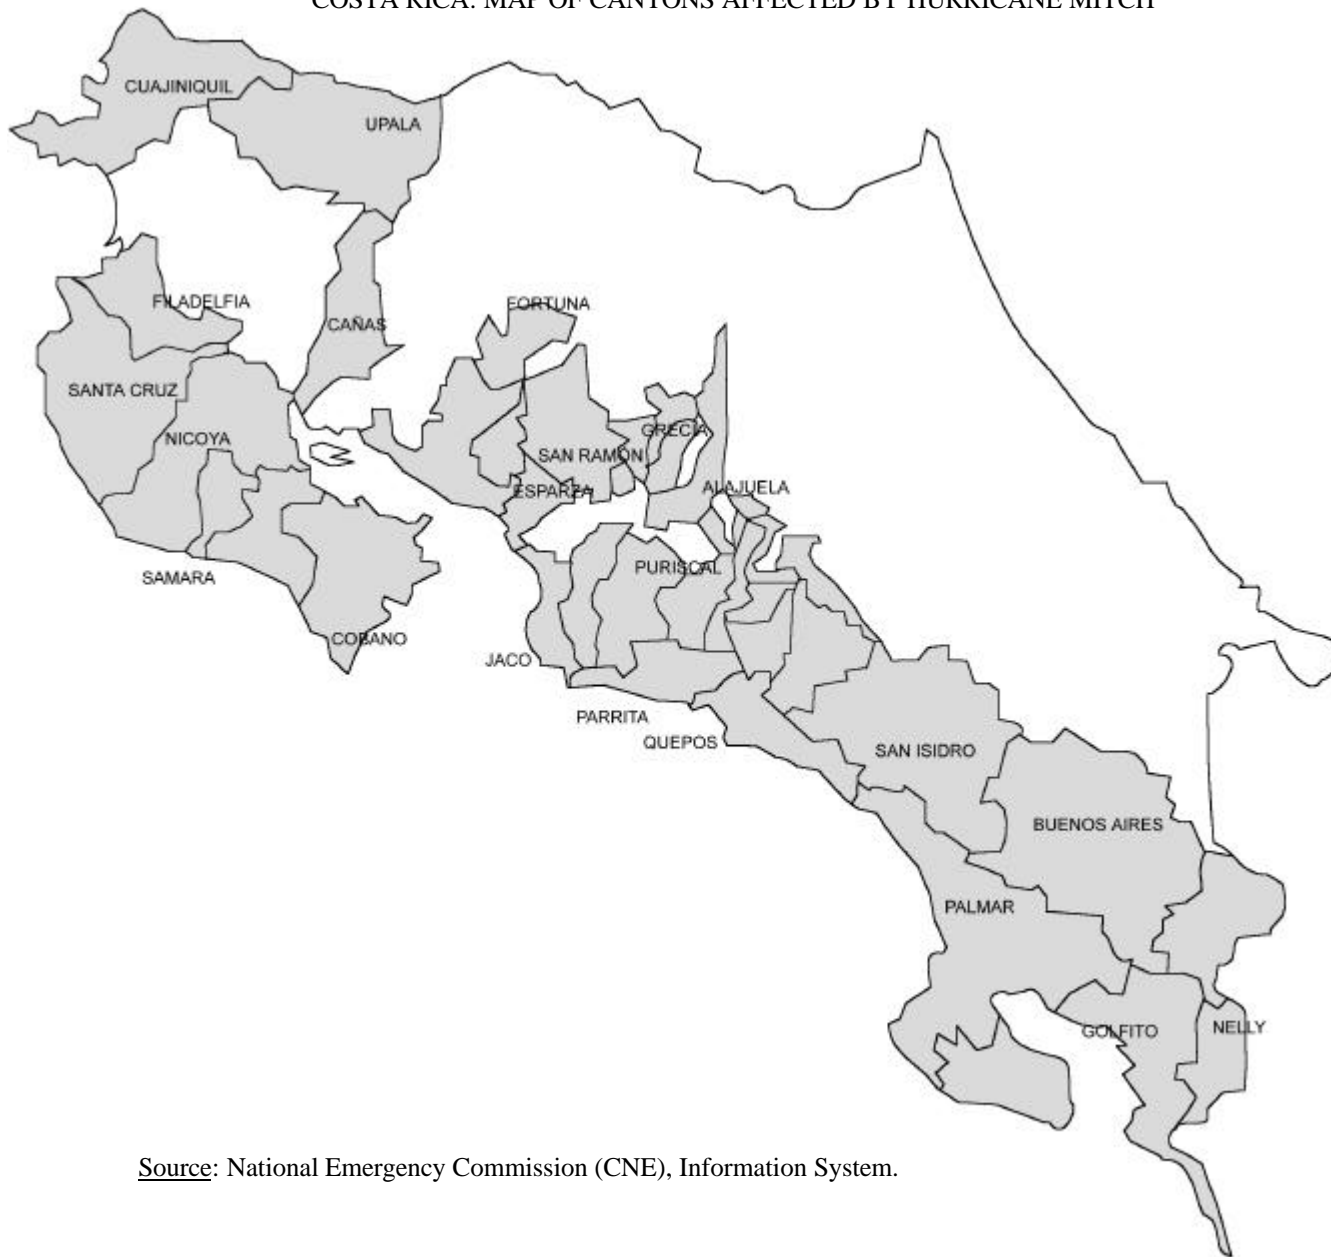 COSTA RICA: MAP OF CANTONS AFFECTED BY HURRICANE MITCH
CUAJINIQUIL
UPALA
FILADELFIA
FORTUNA
CAÑAS
SANTA CRUZ
GRECIA
NICOYA
SAN RAMON
ESPARZA
ALAJUELA
PURISCAL
SAMARA
COBANO
JACO
PARRITA
QUEPOS
SAN ISIDRO
BUENOS AIRES
PALMAR
GOLFITO
NELLY
Source: National Emergency Commission (CNE), Information System.